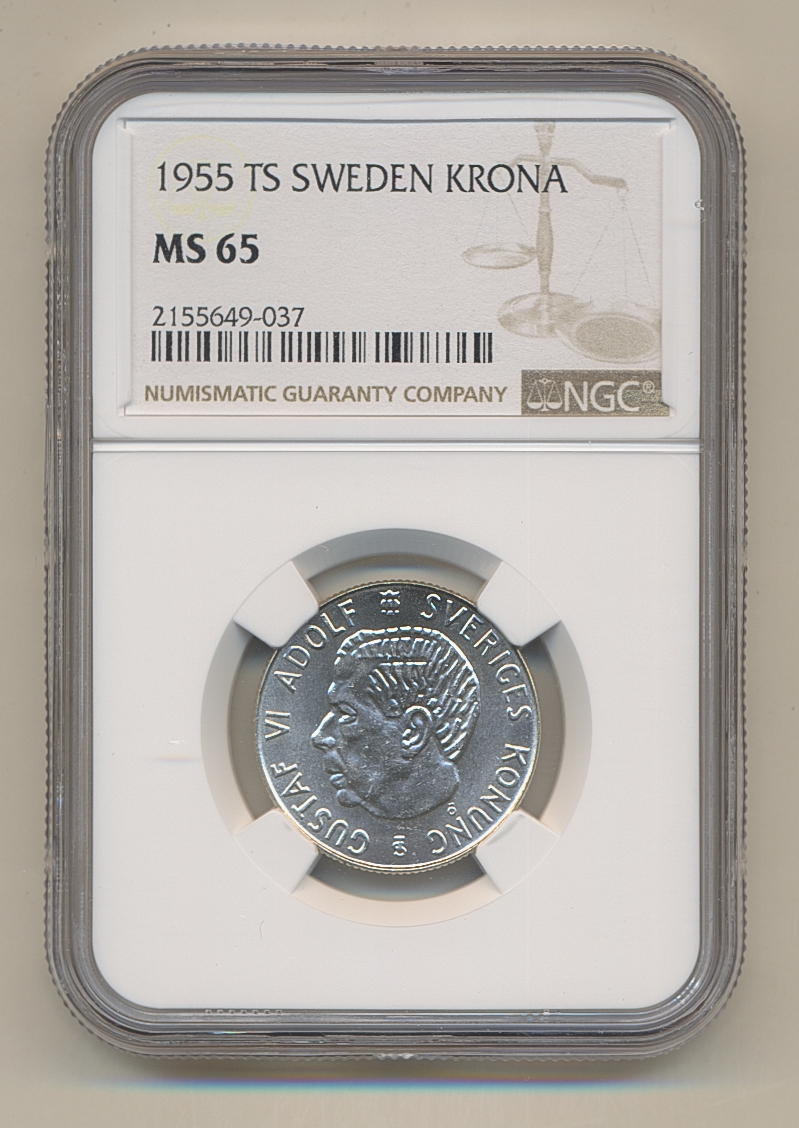 1955 TS SWEDEN KRONA
MS 65
2155649-037
NUMISMATIC GUARANTY COMPANY
NGC®
GUSTAF VI ADOLF SVERIGES KONUNG